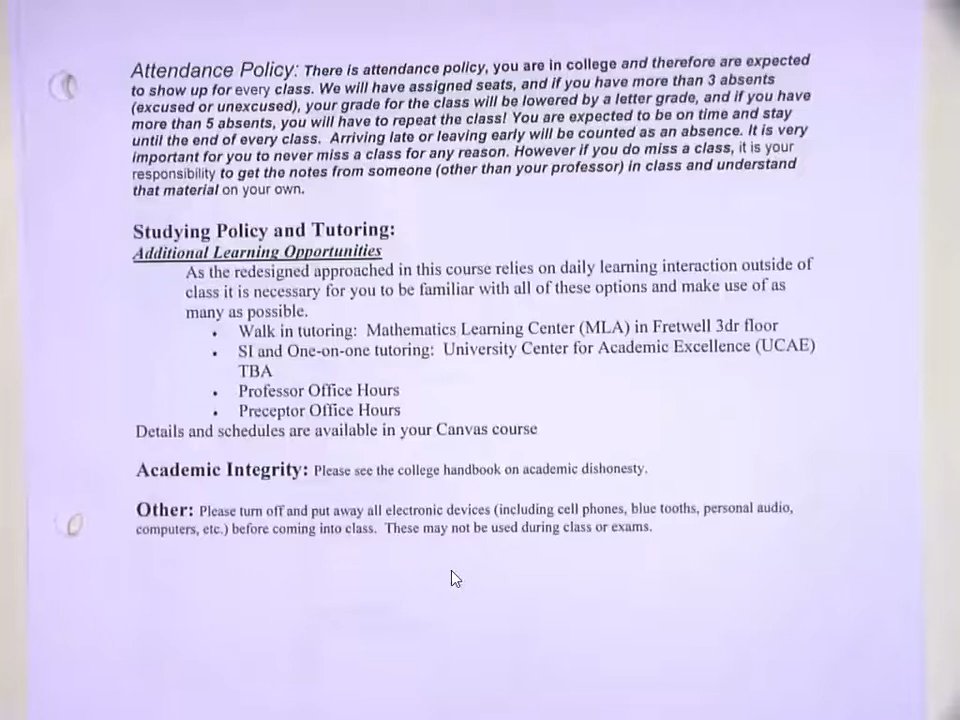 Attendance Policy: There is attendance policy, you are in college and therefore are expected
to show up for every class. We will have assigned seats, and if you have more than 3 absents
(excused or unexcused), your grade for the class will be lowered by a letter grade, and if you have
more than 5 absents, you will have to repeat the class! You are expected to be on time and stay
until the end of every class. Arriving late or leaving early will be counted as an absence. It is very
important for you to never miss a class for any reason. However if you do miss a class, it is your
responsibility to get the notes from someone (other than your professor) in class and understand
that material on your own.
Studying Policy and Tutoring:
Additional Learning Opportunities
As the redesigned approached in this course relies on daily learning interaction outside of
class it is necessary for you to be familiar with all of these options and make use of as
many as possible.
• Walk in tutoring: Mathematics Learning Center (MLA) in Fretwell 3dr floor
• SI and One-on-one tutoring: University Center for Academic Excellence (UCAE)
TBA
• Professor Office Hours
• Preceptor Office Hours
Details and schedules are available in your Canvas course
Academic Integrity: Please see the college handbook on academic dishonesty.
Other: Please turn off and put away all electronic devices (including cell phones, blue tooths, personal audio,
computers, etc.) before coming into class. These may not be used during class or exams.